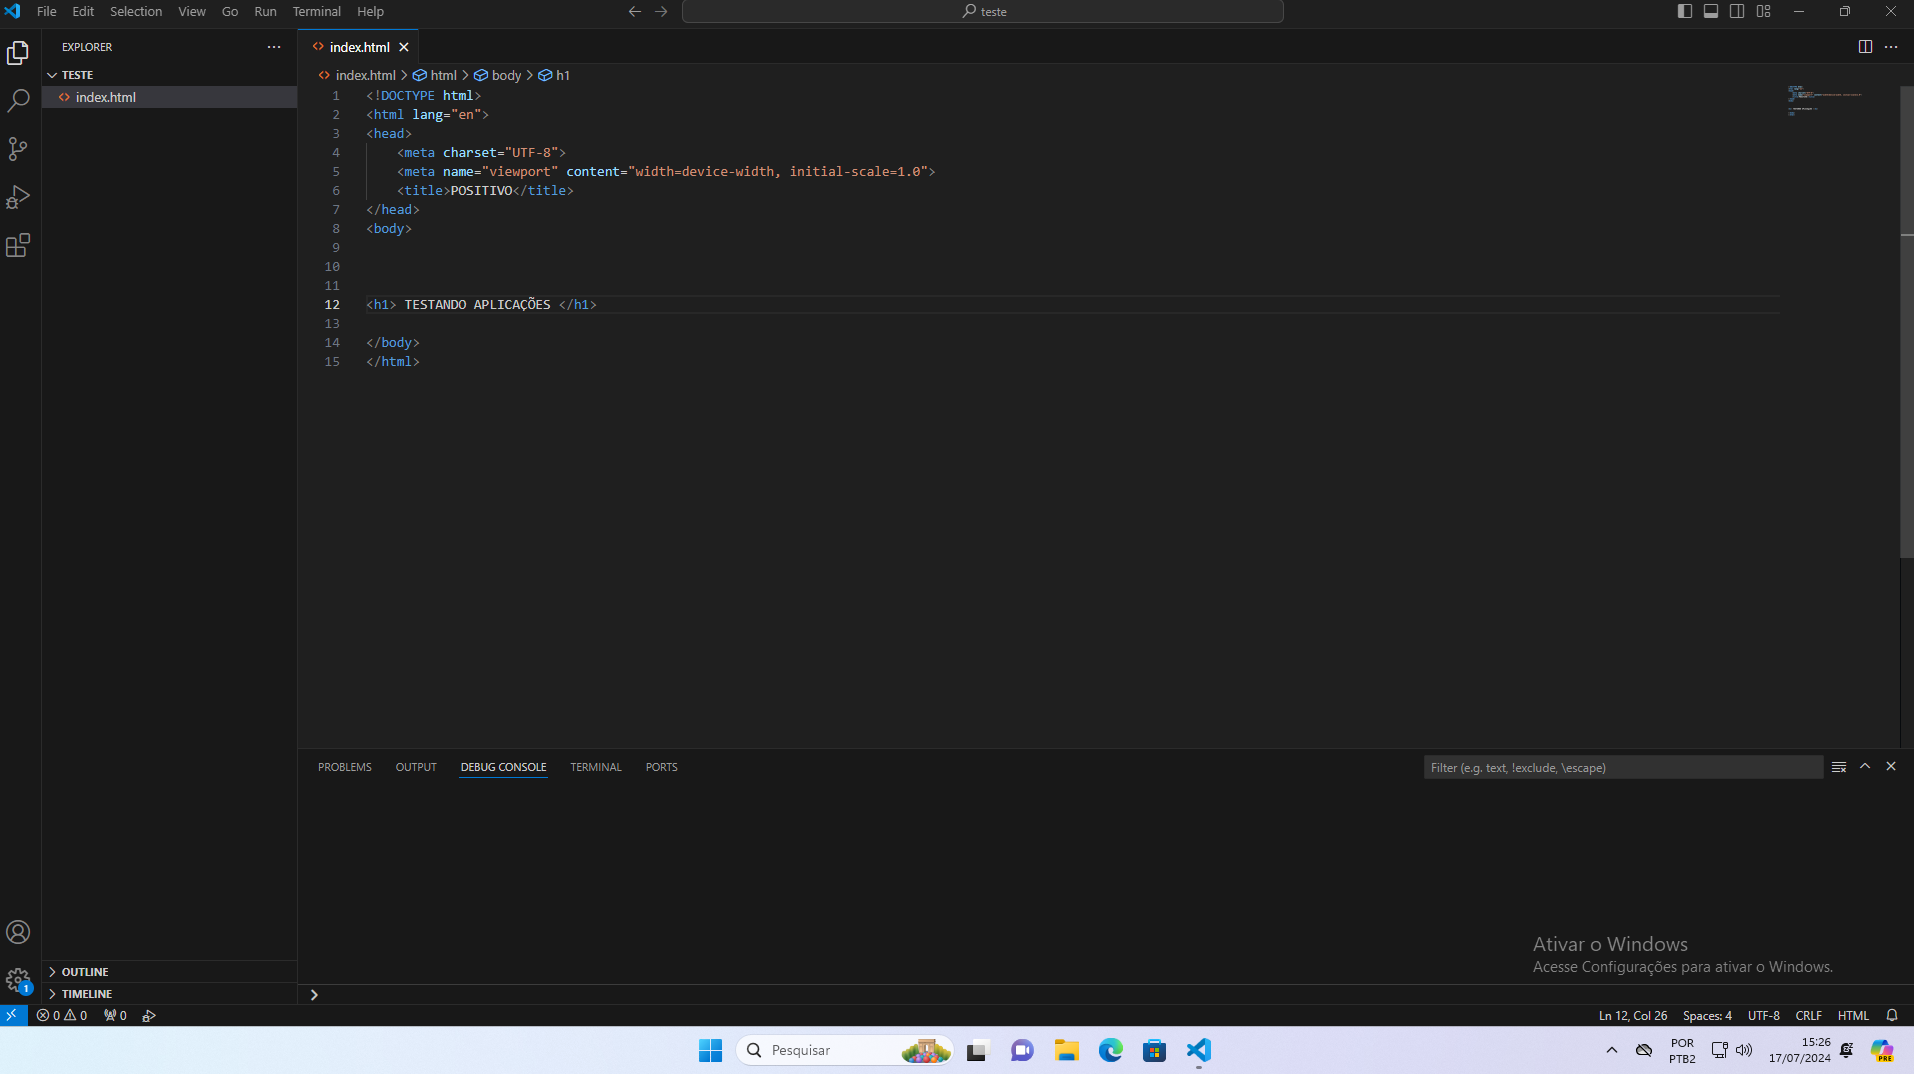 File Edit Selection View Go Run Terminal Help
teste
EXPLORER
index.html
TESTE
index.html
index.html > html > body > h1
1 <!DOCTYPE html>
2 <html lang="en">
3 <head>
4 <meta charset="UTF-8">
5 <meta name="viewport" content="width=device-width, initial-scale=1.0">
6 <title>POSITIVO</title>
7 </head>
8 <body>
9
10
11
12 <h1> TESTANDO APLICAÇÕES </h1>
13
14 </body>
15 </html>
PROBLEMS OUTPUT DEBUG CONSOLE TERMINAL PORTS
Filter (e.g. text, !exclude, \escape)
Ativar o Windows
Acesse Configurações para ativar o Windows.
OUTLINE
TIMELINE
1
0 0 0
Ln 12, Col 26 Spaces: 4 UTF-8 CRLF HTML
Pesquisar
POR
PTB2
15:26
17/07/2024
PRE